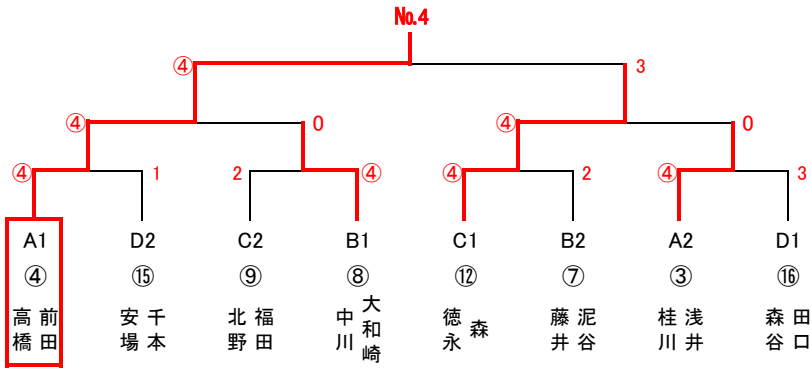 No.4
④ 3
④ 0 ④ 0
④ 1 2 ④ ④ 2 ④ 3
A1 D2 C2 B1 C1 B2 A2 D1
④ ⑮ ⑨ ⑧ ⑫ ⑦ ③ ⑯
高橋 前田
安場 千本
北野 福田
中川 大和崎
徳永 森
藤井 泥谷
桂川 浅井
森谷 田口